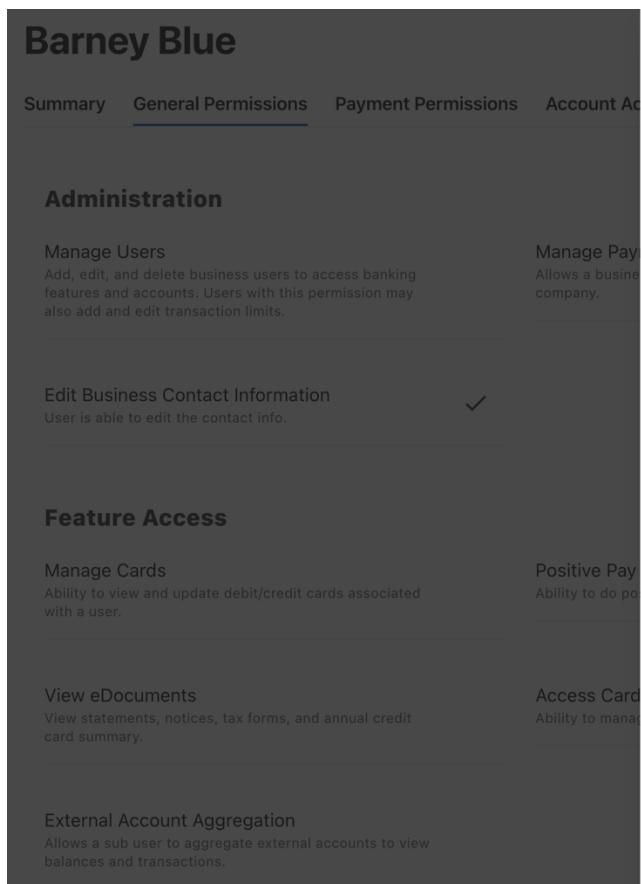 Barney Blue
Summary General Permissions Payment Permissions Account
Administration
Manage Users
Add, edit, and delete business users to access banking
features and accounts. Users with this permission may
also add and edit transaction limits.
Manage
Allows a
company.
Edit Business Contact Information
User is able to edit the contact info.
Feature Access
Manage Cards
Ability to view and update debit/credit cards associated
with a user.
Positive Pay
Ability to do
View eDocuments
View statements, notices, tax forms, and annual credit
card summary.
Access Card
Ability to
External Account Aggregation
Allows a sub user to aggregate external accounts to view
balances and transactions.